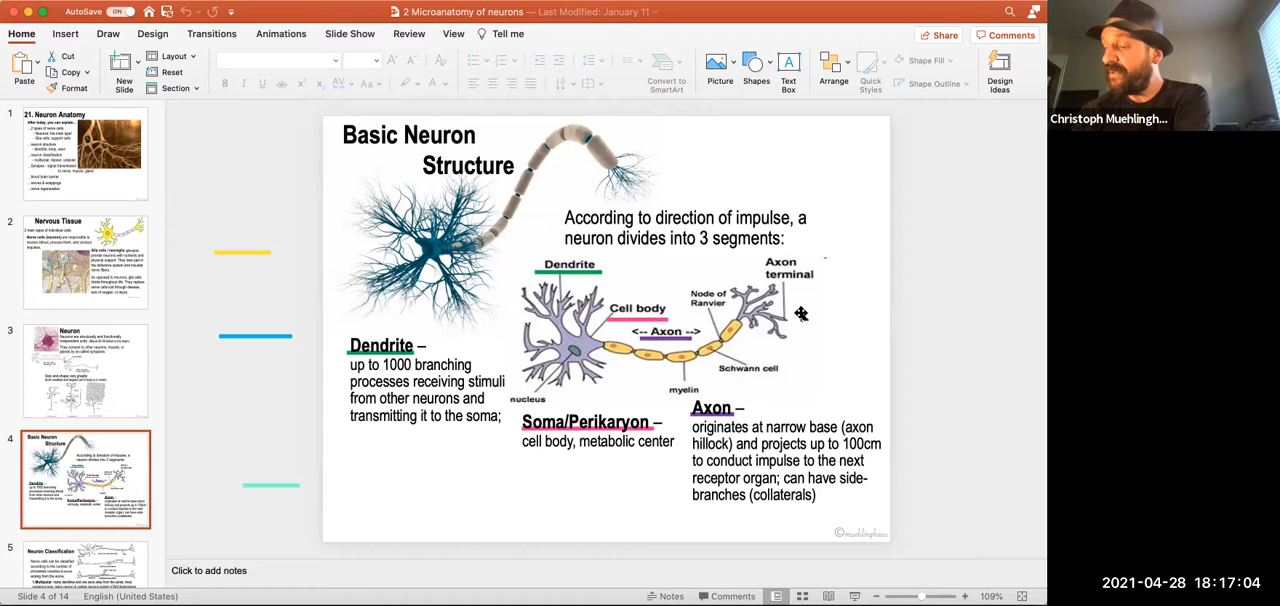 AutoSave ON
2 Microanatomy of neurons — Last Modified: January 11
Home Insert Draw Design Transitions Animations Slide Show Review View Tell me
Share Comments
Paste
Cut
Copy
Format
New Slide
Layout
Reset
Section
B I U ab
Convert to SmartArt
Picture
Shapes
Text Box
Arrange
Quick Styles
Shape Fill
Shape Outline
Design Ideas
1
21. Neuron Anatomy
After today, you can explain...
2
Nervous Tissue
3
Neuron
4
Basic Neuron
Structure
5
Neuron Classification
Basic Neuron
Structure
According to direction of impulse, a
neuron divides into 3 segments:
Dendrite
Axon
terminal
Cell body
Node of
Ranvier
<-- Axon -->
Schwann cell
myelin
nucleus
Dendrite –
up to 1000 branching
processes receiving stimuli
from other neurons and
transmitting it to the soma;
Soma/Perikaryon –
cell body, metabolic center
Axon –
originates at narrow base (axon
hillock) and projects up to 100cm
to conduct impulse to the next
receptor organ; can have side-
branches (collaterals)
©muehlinghaus
Click to add notes
Slide 4 of 14 English (United States)
Notes Comments
109%
Christoph Muehlingh...
2021-04-28 18:17:04